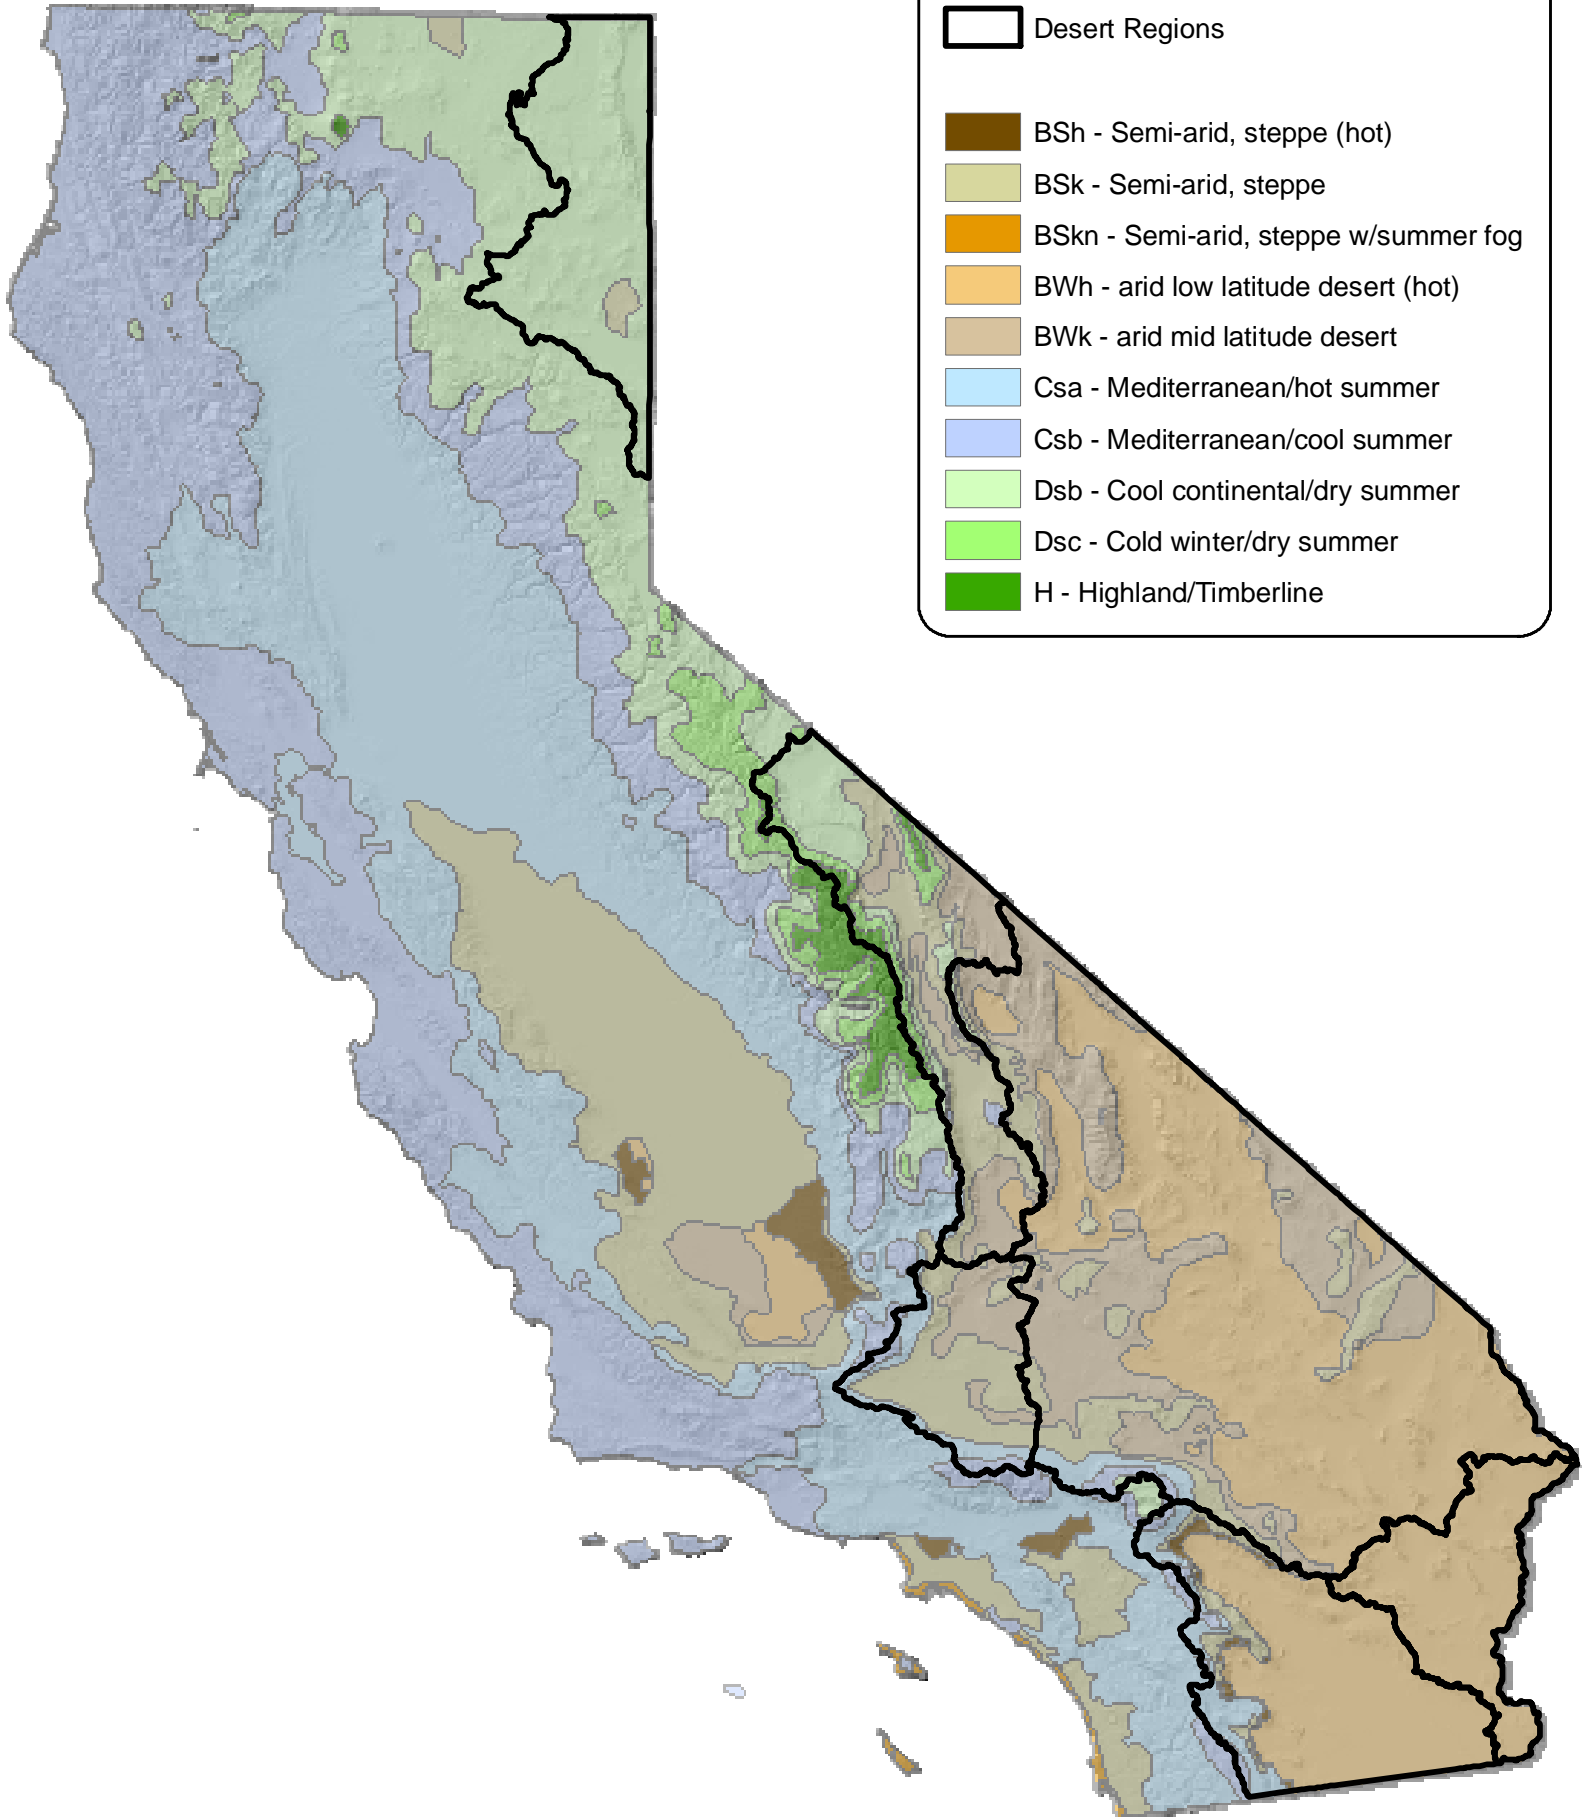 Desert Regions
BSh - Semi-arid, steppe (hot)
BSk - Semi-arid, steppe
BSkn - Semi-arid, steppe w/summer fog
BWh - arid low latitude desert (hot)
BWk - arid mid latitude desert
Csa - Mediterranean/hot summer
Csb - Mediterranean/cool summer
Dsb - Cool continental/dry summer
Dsc - Cold winter/dry summer
H - Highland/Timberline